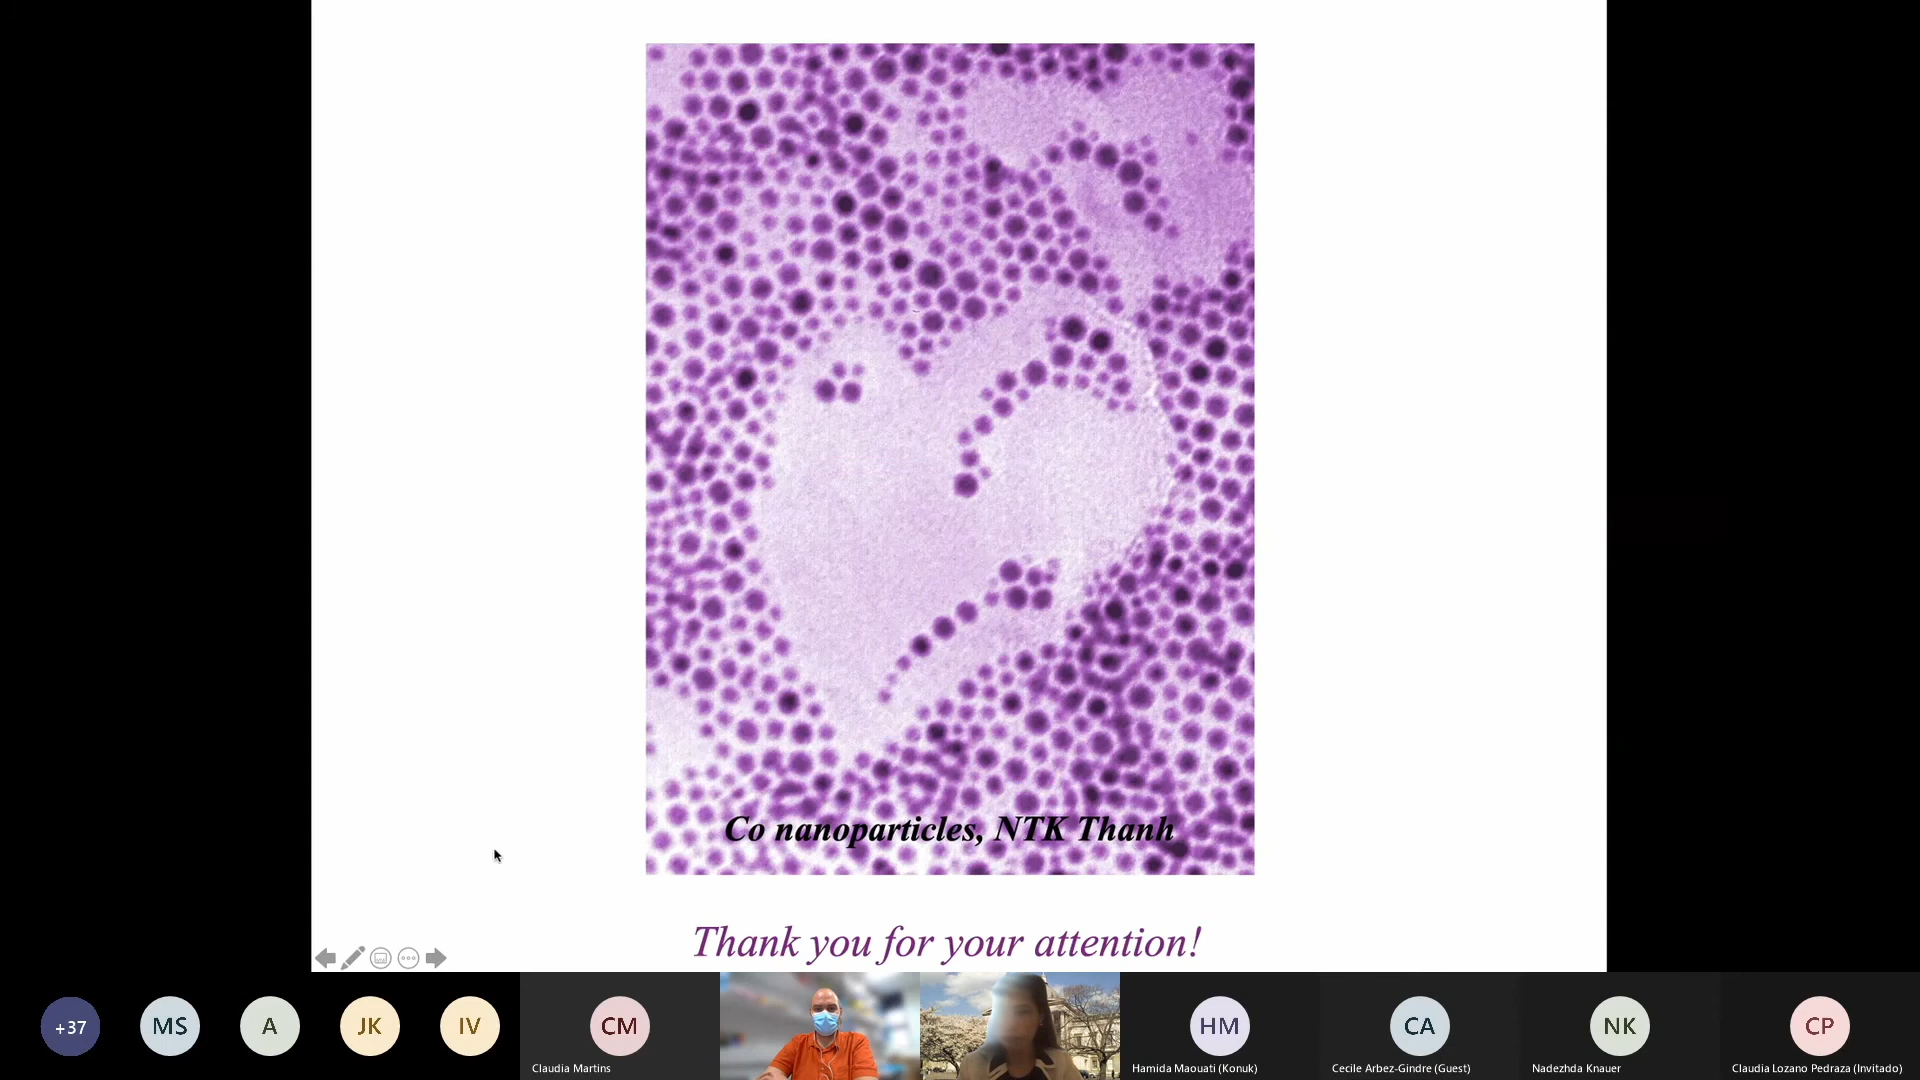 Co nanoparticles, NTK Thanh
Thank you for your attention!
+37
MS
A
JK
IV
CM
Claudia Martins
HM
Hamida Maouati (Konuk)
CA
Cecile Arbez-Gindre (Guest)
NK
Nadezhda Knauer
CP
Claudia Lozano Pedraza (Invitado)